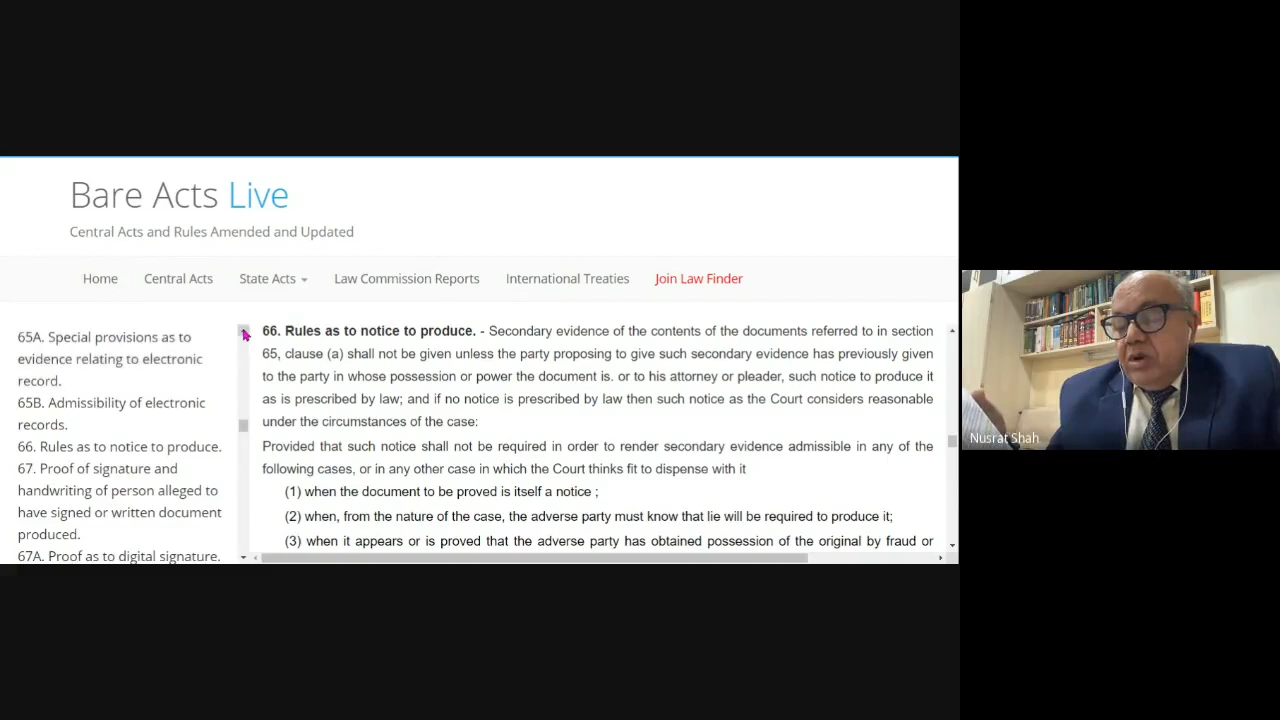 Bare Acts Live
Central Acts and Rules Amended and Updated
Home Central Acts State Acts Law Commission Reports International Treaties Join Law Finder
65A. Special provisions as to
evidence relating to electronic
record.
65B. Admissibility of electronic
records.
66. Rules as to notice to produce.
67. Proof of signature and
handwriting of person alleged to
have signed or written document
produced.
67A. Proof as to digital signature.
66. Rules as to notice to produce. - Secondary evidence of the contents of the documents referred to in section
65, clause (a) shall not be given unless the party proposing to give such secondary evidence has previously given
to the party in whose possession or power the document is. or to his attorney or pleader, such notice to produce it
as is prescribed by law; and if no notice is prescribed by law then such notice as the Court considers reasonable
under the circumstances of the case:
Provided that such notice shall not be required in order to render secondary evidence admissible in any of the
following cases, or in any other case in which the Court thinks fit to dispense with it
(1) when the document to be proved is itself a notice ;
(2) when, from the nature of the case, the adverse party must know that lie will be required to produce it;
(3) when it appears or is proved that the adverse party has obtained possession of the original by fraud or
Nusrat Shah